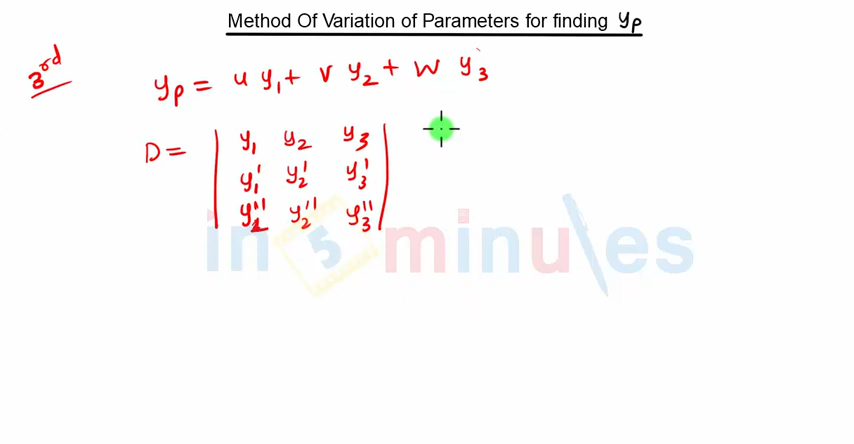 Method Of Variation of Parameters for finding yp
3rd
yp = u y1 + v y2 + w y3
D = | y1 y2 y3 |
| y1' y2' y3' |
| y1'' y2'' y3'' |
in 5 minutes